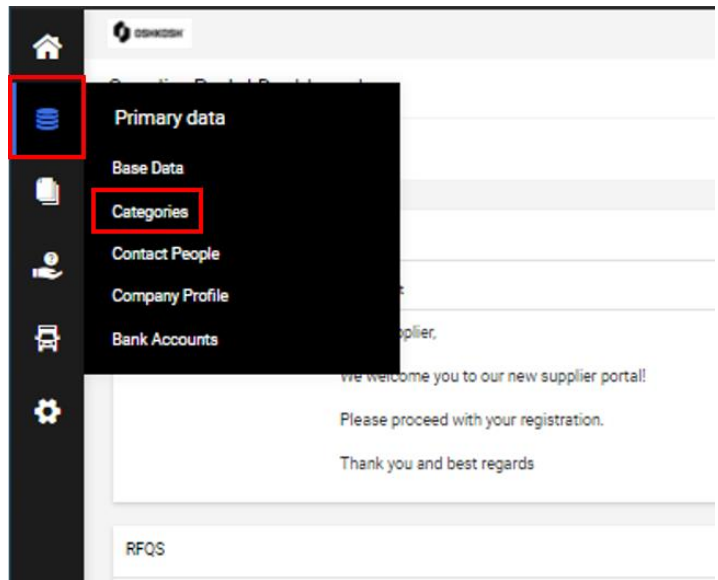 OSHKOSH
Primary data
Base Data
Categories
Contact People
Company Profile
Bank Accounts
We welcome you to our new supplier portal!
Please proceed with your registration.
Thank you and best regards
RFQS